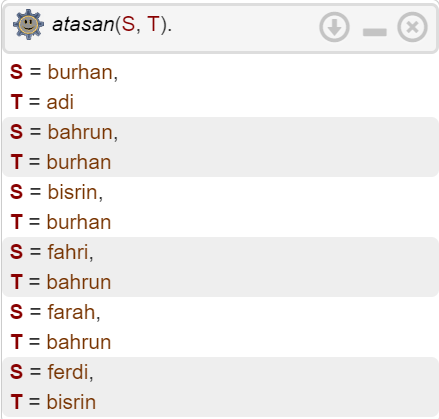 atasan(S, T).
S = burhan,
T = adi
S = bahrun,
T = burhan
S = bisrin,
T = burhan
S = fahri,
T = bahrun
S = farah,
T = bahrun
S = ferdi,
T = bisrin